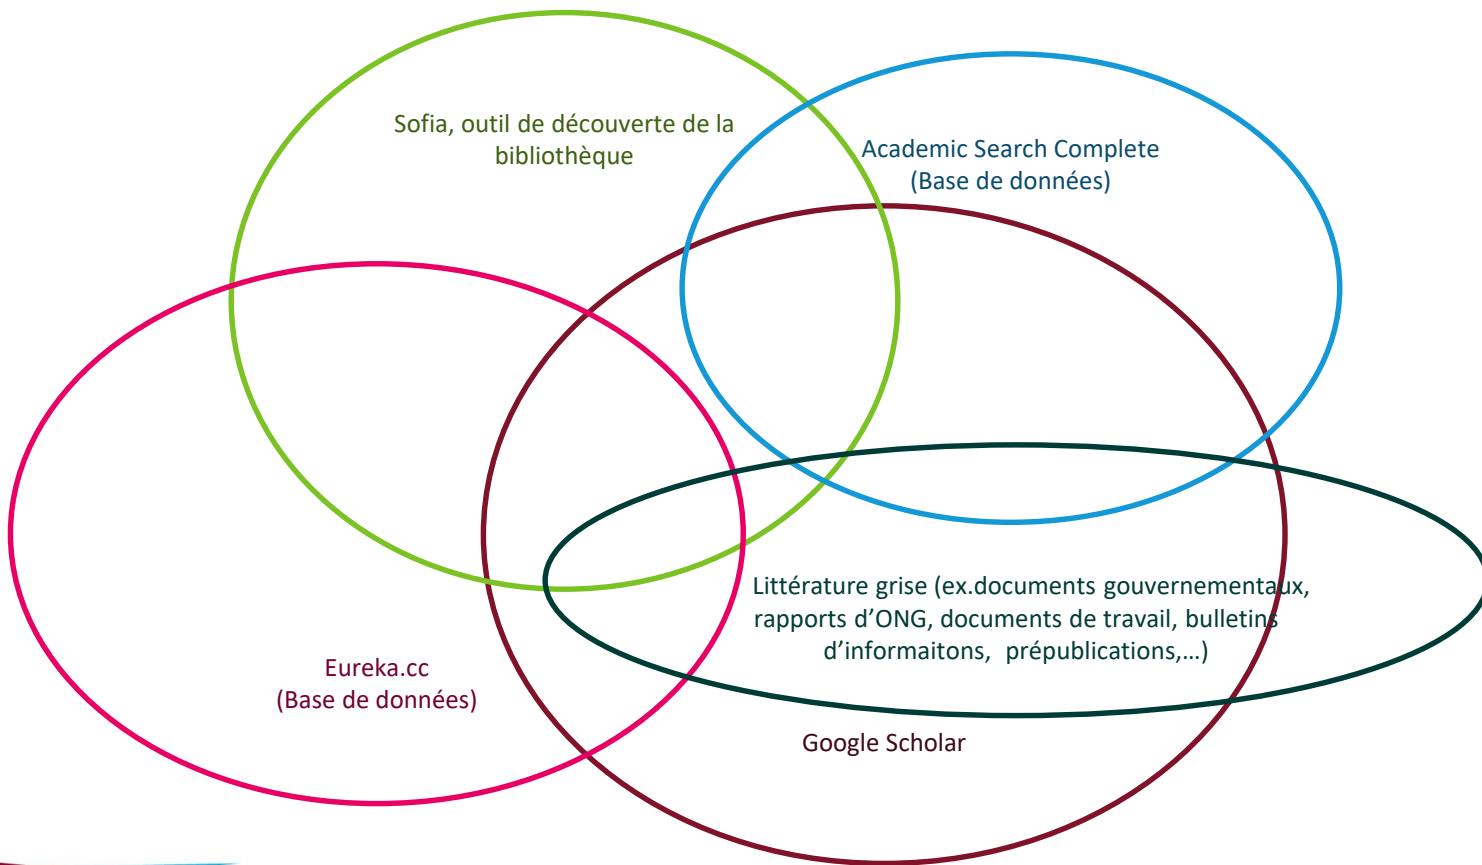 Sofia, outil de découverte de la
bibliothèque
Academic Search Complete
(Base de données)
Littérature grise (ex.documents gouvernementaux,
rapports d’ONG, documents de travail, bulletins
d’informaitons, prépublications,...)
Eureka.cc
(Base de données)
Google Scholar